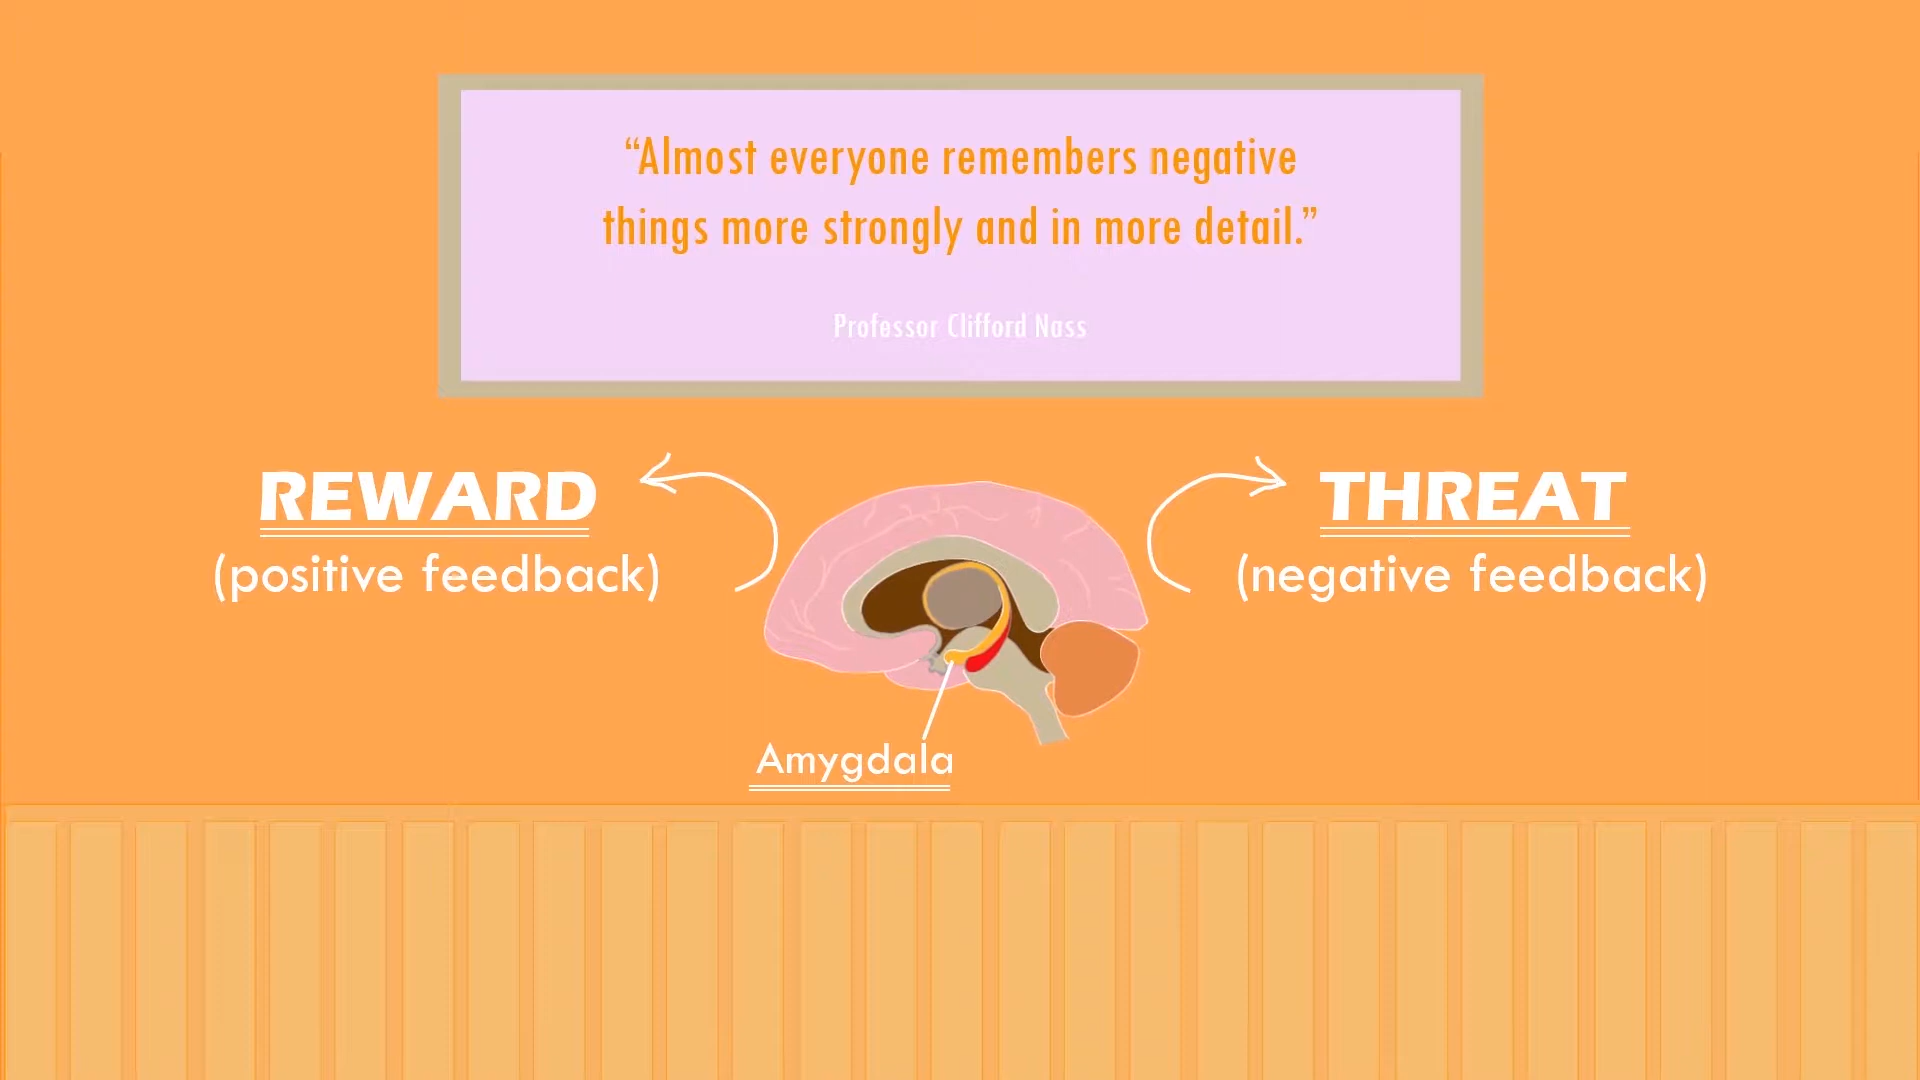 “Almost everyone remembers negative
things more strongly and in more detail.”
Professor Clifford Nass
REWARD
(positive feedback)
THREAT
(negative feedback)
Amygdala